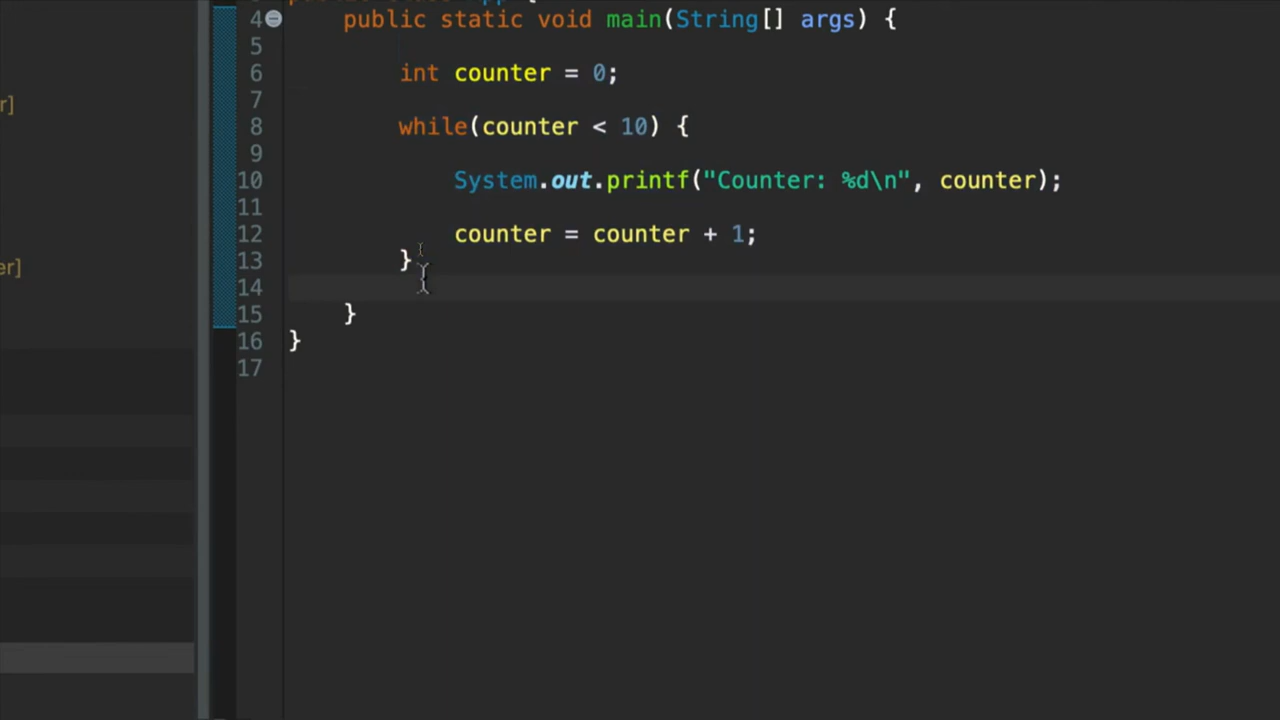 4 public static void main(String[] args) {
5
6 int counter = 0;
7
8 while(counter < 10) {
9
10 System.out.printf("Counter: %d\n", counter);
11
12 counter = counter + 1;
13 }
14
15 }
16 }
17
r]
er]